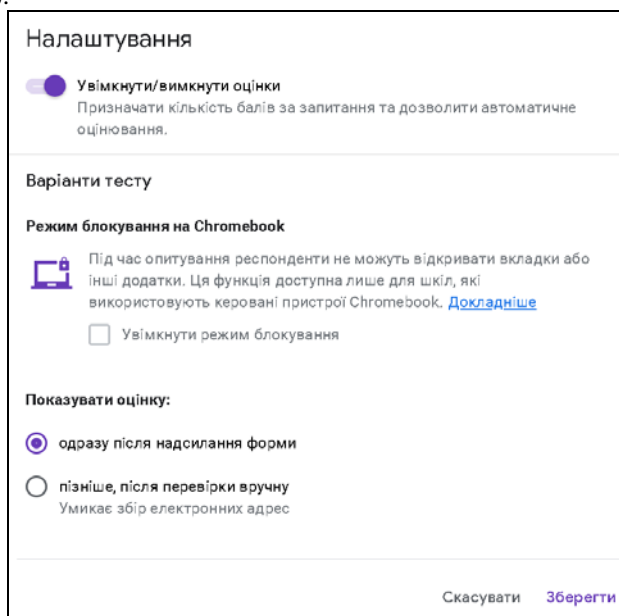 Налаштування
Увімкнути/вимкнути оцінки
Призначати кількість балів за запитання та дозволити автоматичне
оцінювання.
Варіанти тесту
Режим блокування на Chromebook
Під час опитування респонденти не можуть відкривати вкладки або
інші додатки. Ця функція доступна лише для шкіл, які
використовують керовані пристрої Chromebook. Докладніше
Увімкнути режим блокування
Показувати оцінку:
одразу після надсилання форми
пізніше, після перевірки вручну
Умикає збір електронних адрес
Скасувати Зберегти